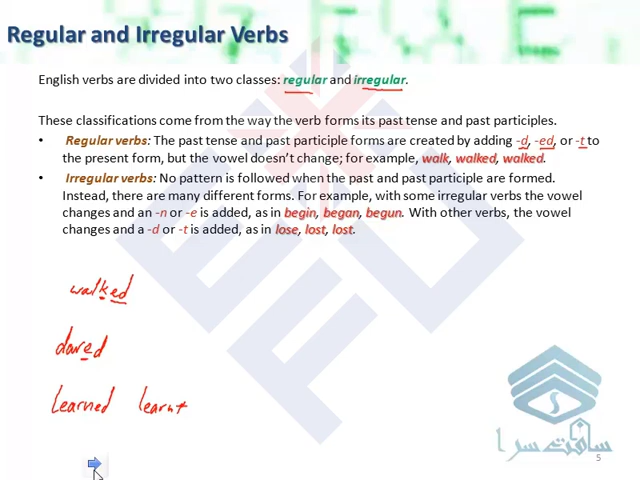 Regular and Irregular Verbs
English verbs are divided into two classes: regular and irregular.
These classifications come from the way the verb forms its past tense and past participles.
• Regular verbs: The past tense and past participle forms are created by adding -d, -ed, or -t to
the present form, but the vowel doesn't change; for example, walk, walked, walked.
• Irregular verbs: No pattern is followed when the past and past participle are formed.
Instead, there are many different forms. For example, with some irregular verbs the vowel
changes and an -n or -e is added, as in begin, began, begun. With other verbs, the vowel
changes and a -d or -t is added, as in lose, lost, lost.
walked
dared
learned learnt
سافت سرا
5
EFU